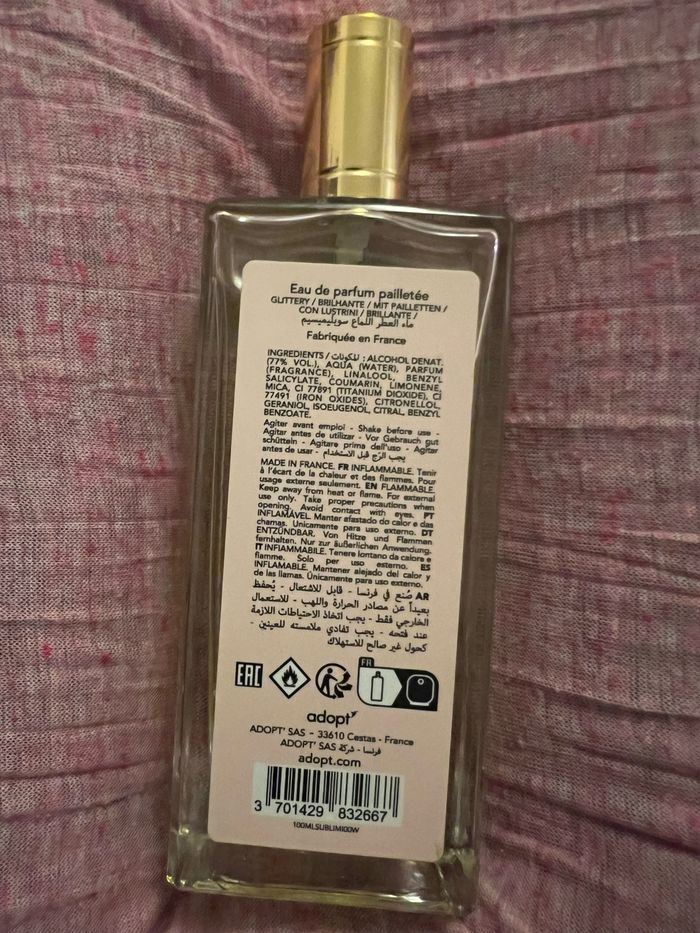 Eau de parfum pailletée
GLITTERY / BRILHANTE / MIT PAILLETTEN /
CON LUSTRINI / BRILLANTE /
ماء العطر اللماع سوبليميسيم
Fabriquée en France
INGREDIENTS / المكونات : ALCOHOL DENAT.
(77% VOL.), AQUA (WATER), PARFUM
(FRAGRANCE), LINALOOL, BENZYL
SALICYLATE, COUMARIN, LIMONENE,
MICA, CI 77891 (TITANIUM DIOXIDE), CI
77491 (IRON OXIDES), CITRONELLOL,
GERANIOL, ISOEUGENOL, CITRAL, BENZYL
BENZOATE.
Agiter avant emploi - Shake before use -
Agitar antes de utilizar - Vor Gebrauch gut
schütteln - Agitare prima dell'uso - Agitar
antes de usar - يجب الرّج قبل الاستخدام
MADE IN FRANCE. FR INFLAMMABLE. Tenir
à l'écart de la chaleur et des flammes. Pour
usage externe seulement. EN FLAMMABLE.
Keep away from heat or flame. For external
use only. Take proper precautions when
opening. Avoid contact with eyes. PT
INFLAMÁVEL. Manter afastado do calor e das
chamas. Unicamente para uso externo. DT
ENTZÜNDBAR. Von Hitze und Flammen
fernhalten. Nur zur äußerlichen Anwendung.
IT INFIAMMABILE. Tenere lontano da calore e
fiamme. Solo per uso esterno. ES
INFLAMABLE. Mantener alejado del calor y
de las llamas. Únicamente para uso externo.
AR صُنع في فرنسا - قابل للاشتعال - يُحفظ
بعيداً عن مصادر الحرارة واللهب - للاستعمال
الخارجي فقط - يجب اتخاذ الاحتياطات اللازمة
عند فتحه - يجب تفادي ملامسته للعينين -
كحول غير صالح للاستهلاك
EAC
FR
adopt'
ADOPT' SAS - 33610 Cestas - France
ADOPT' SAS فرنسا - شركة
adopt.com
3 701429 832667
100MLSUBLIMI00W